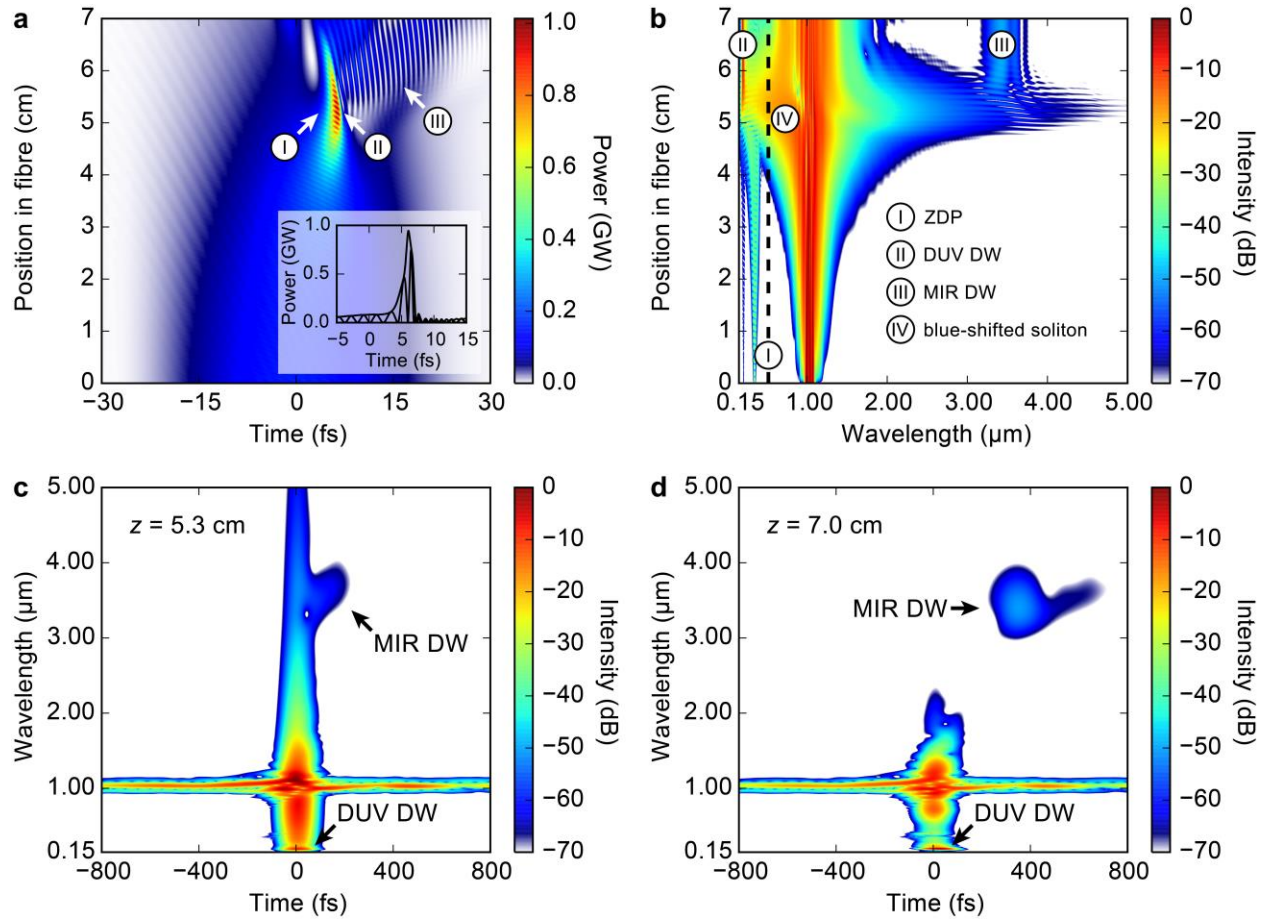 a
7
6
5
4
3
2
1
0
Position in fibre (cm)
−30
−15
0
15
30
Time (fs)
I
II
III
1.0
0.5
0.0
Power (GW)
−5
0
5
10
15
Time (fs)
1.0
0.8
0.6
0.4
0.2
0.0
Power (GW)
b
7
6
5
4
3
2
1
0
Position in fibre (cm)
II
III
IV
I ZDP
II DUV DW
III MIR DW
IV blue-shifted soliton
I
0.15 1.00 2.00 3.00 4.00 5.00
Wavelength (μm)
0
−10
−20
−30
−40
−50
−60
−70
Intensity (dB)
c
5.00
4.00
3.00
2.00
1.00
0.15
Wavelength (μm)
z = 5.3 cm
MIR DW
DUV DW
−800 −400 0 400 800
Time (fs)
0
−10
−20
−30
−40
−50
−60
−70
Intensity (dB)
d
5.00
4.00
3.00
2.00
1.00
0.15
Wavelength (μm)
z = 7.0 cm
MIR DW
DUV DW
−800 −400 0 400 800
Time (fs)
0
−10
−20
−30
−40
−50
−60
−70
Intensity (dB)